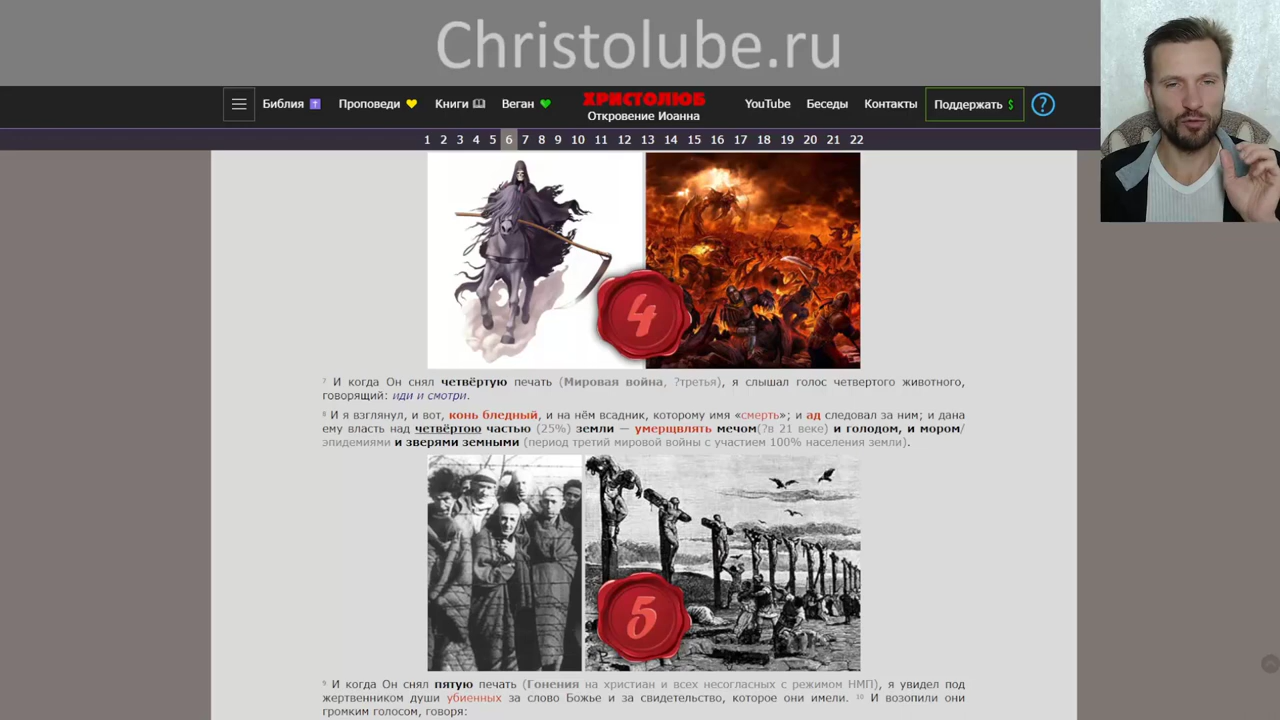 Christolube.ru
Библия Проповеди Книги Веган ХРИСТОЛЮБ YouTube Беседы Контакты Поддержать $ ?
Откровение Иоанна
1 2 3 4 5 6 7 8 9 10 11 12 13 14 15 16 17 18 19 20 21 22
4
7 И когда Он снял четвёртую печать (Мировая война, ?третья), я слышал голос четвертого животного,
говорящий: иди и смотри.
8 И я взглянул, и вот, конь бледный, и на нём всадник, которому имя «смерть»; и ад следовал за ним; и дана
ему власть над четвёртою частью (25%) земли — умерщвлять мечом(?в 21 веке) и голодом, и мором/
эпидемиями и зверями земными (период третий мировой войны с участием 100% населения земли).
5
9 И когда Он снял пятую печать (Гонения на христиан и всех несогласных с режимом НМП), я увидел под
жертвенником души убиенных за слово Божье и за свидетельство, которое они имели. 10 И возопили они
громким голосом, говоря: